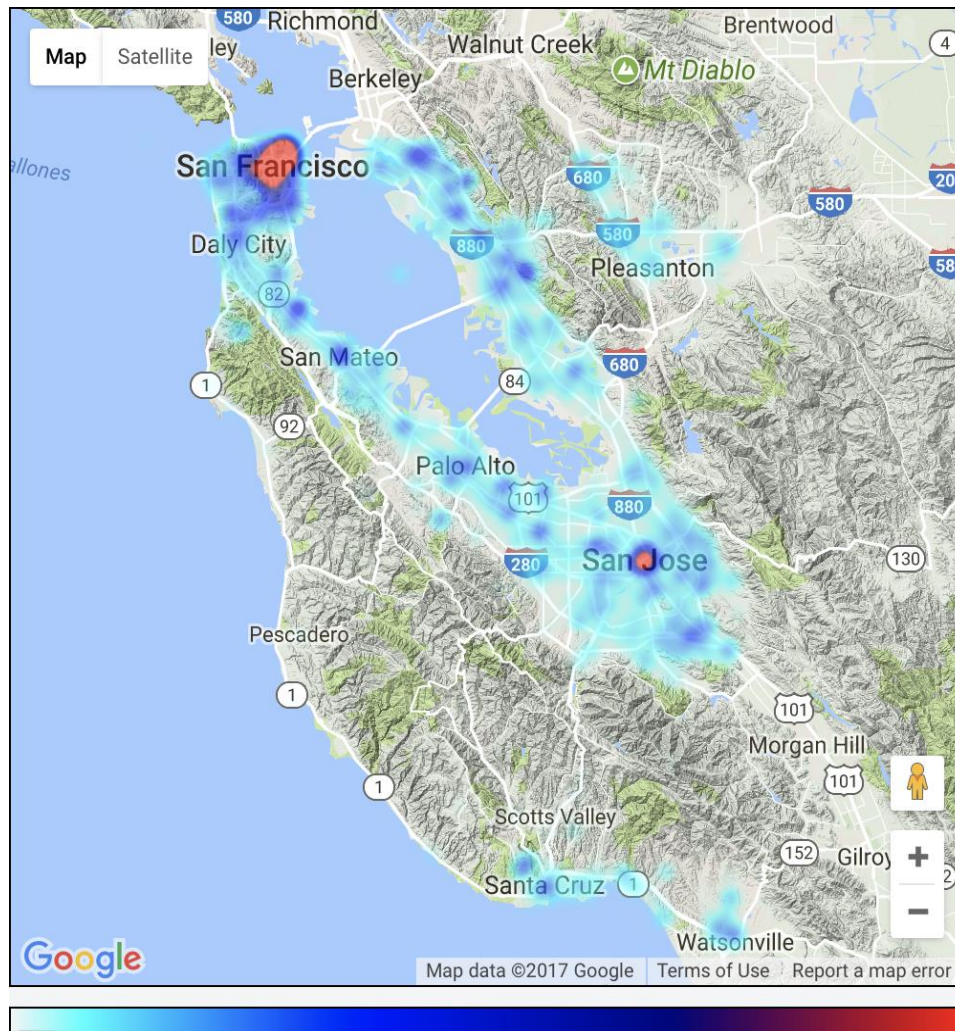 580
Richmond
Brentwood
Walnut Creek
4
Map Satellite
ley
Mt Diablo
Berkeley
San Francisco
allones
680
20
580
Daly City
880
580
Pleasanton
58
82
San Mateo
680
84
1
92
Palo Alto
101
880
San Jose
280
130
Pescadero
1
101
Morgan Hill
101
1
Scotts Valley
152
Gilroy
+
2
Santa Cruz
1
−
Watsonville
Google
Map data ©2017 Google Terms of Use Report a map error